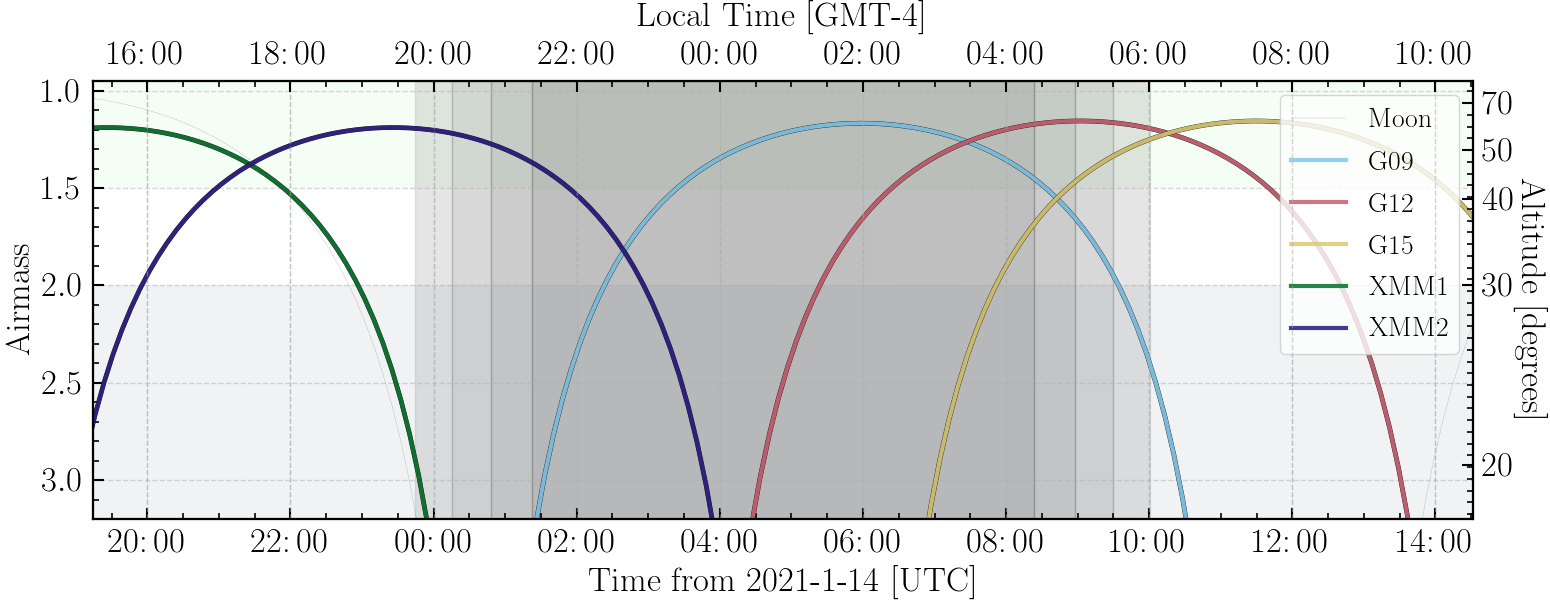 Local Time [GMT-4]
16:00 18:00 20:00 22:00 00:00 02:00 04:00 06:00 08:00 10:00
1.0
1.5
2.0
2.5
3.0
Airmass
70
50
40
30
20
Altitude [degrees]
Moon
G09
G12
G15
XMM1
XMM2
20:00 22:00 00:00 02:00 04:00 06:00 08:00 10:00 12:00 14:00
Time from 2021-1-14 [UTC]